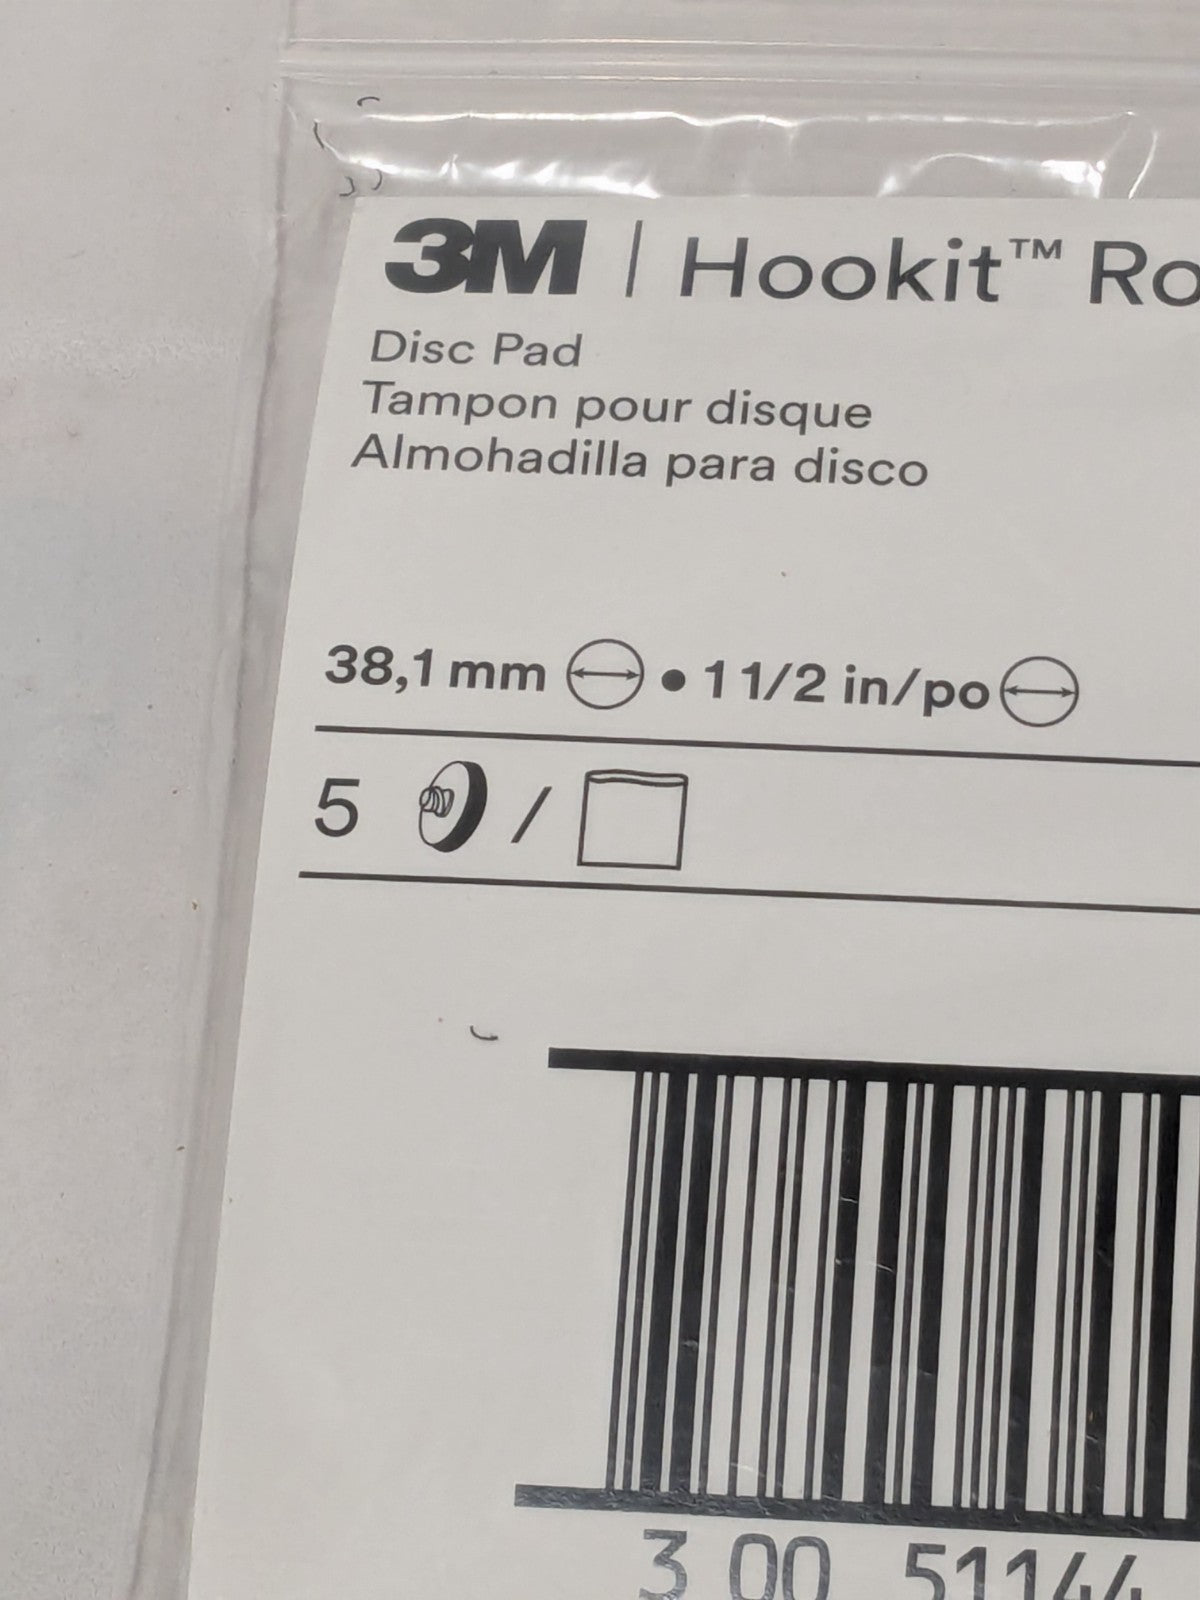 3M | Hookit™ Ro
Disc Pad
Tampon pour disque
Almohadilla para disco
38,1 mm • 1 1/2 in/po
5 /
3 00 51144